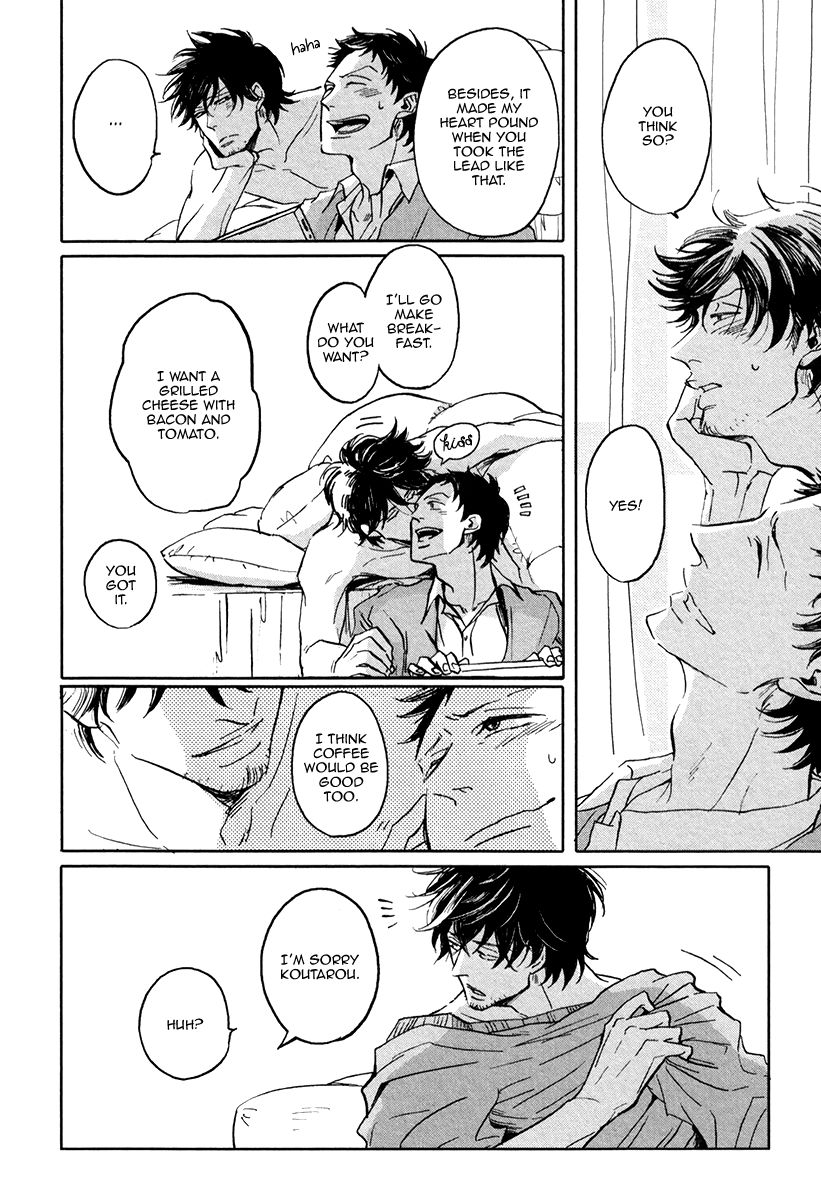 YOU
THINK
SO?
YES!
BESIDES, IT
MADE MY
HEART POUND
WHEN YOU
TOOK THE
LEAD LIKE
THAT.
haha
...
I'LL GO
MAKE
BREAK-
FAST.
WHAT
DO YOU
WANT?
kiss
I WANT A
GRILLED
CHEESE WITH
BACON AND
TOMATO.
YOU
GOT
IT.
I THINK
COFFEE
WOULD BE
GOOD
TOO.
I'M SORRY
KOUTAROU.
HUH?